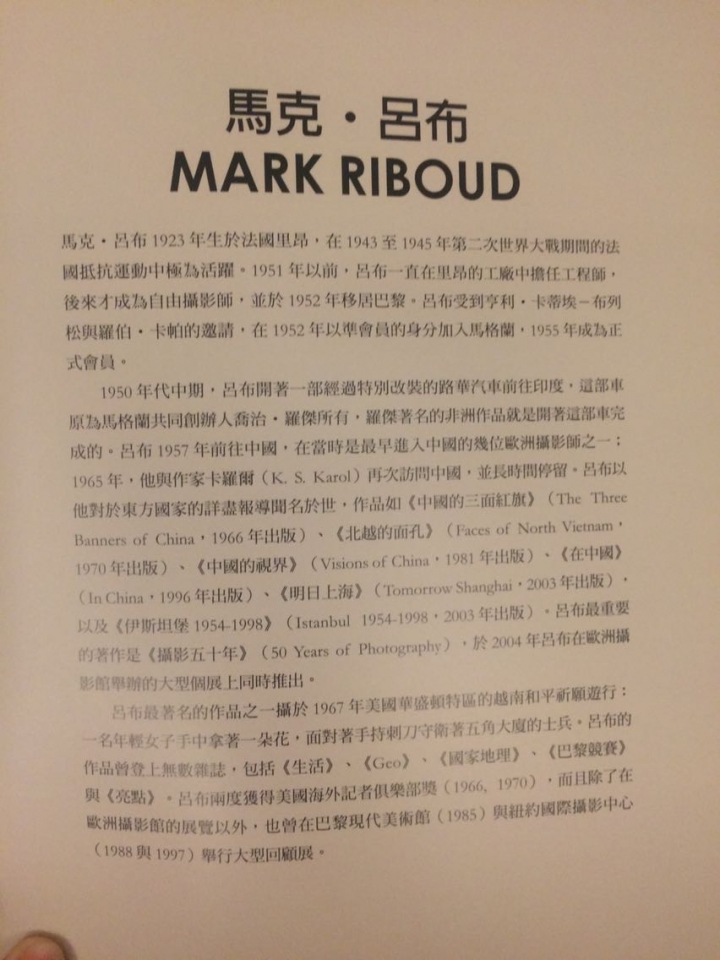 馬克・呂布
MARK RIBOUD
馬克・呂布 1923 年生於法國里昂，在 1943 至 1945 年第二次世界大戰期間的法
國抵抗運動中極為活躍。1951 年以前，呂布一直在里昂的工廠中擔任工程師，
後來才成為自由攝影師，並於 1952 年移居巴黎。呂布受到亨利・卡蒂埃－布列
松與羅伯・卡帕的邀請，在 1952 年以準會員的身分加入馬格蘭，1955 年成為正
式會員。
1950 年代中期，呂布開著一部經過特別改裝的路華汽車前往印度，這部車
原為馬格蘭共同創辦人喬治・羅傑所有，羅傑著名的非洲作品就是開著這部車完
成的。呂布 1957 年前往中國，在當時是最早進入中國的幾位歐洲攝影師之一；
1965 年，他與作家卡羅爾（K. S. Karol）再次訪問中國，並長時間停留。呂布以
他對於東方國家的詳盡報導聞名於世，作品如《中國的三面紅旗》（The Three
Banners of China，1966 年出版）、《北越的面孔》（Faces of North Vietnam，
1970 年出版）、《中國的視界》（Visions of China，1981 年出版）、《在中國》
（In China，1996 年出版）、《明日上海》（Tomorrow Shanghai，2003 年出版），
以及《伊斯坦堡 1954-1998》（Istanbul 1954-1998，2003 年出版）。呂布最重要
的著作是《攝影五十年》（50 Years of Photography），於 2004 年呂布在歐洲攝
影館舉辦的大型個展上同時推出。
呂布最著名的作品之一攝於 1967 年美國華盛頓特區的越南和平祈願遊行：
一名年輕女子手中拿著一朵花，面對著手持刺刀守衛著五角大廈的士兵。呂布的
作品曾登上無數雜誌，包括《生活》、《Geo》、《國家地理》、《巴黎競賽》
與《亮點》。呂布兩度獲得美國海外記者俱樂部獎（1966, 1970），而且除了在
歐洲攝影館的展覽以外，也曾在巴黎現代美術館（1985）與紐約國際攝影中心
（1988 與 1997）舉行大型回顧展。